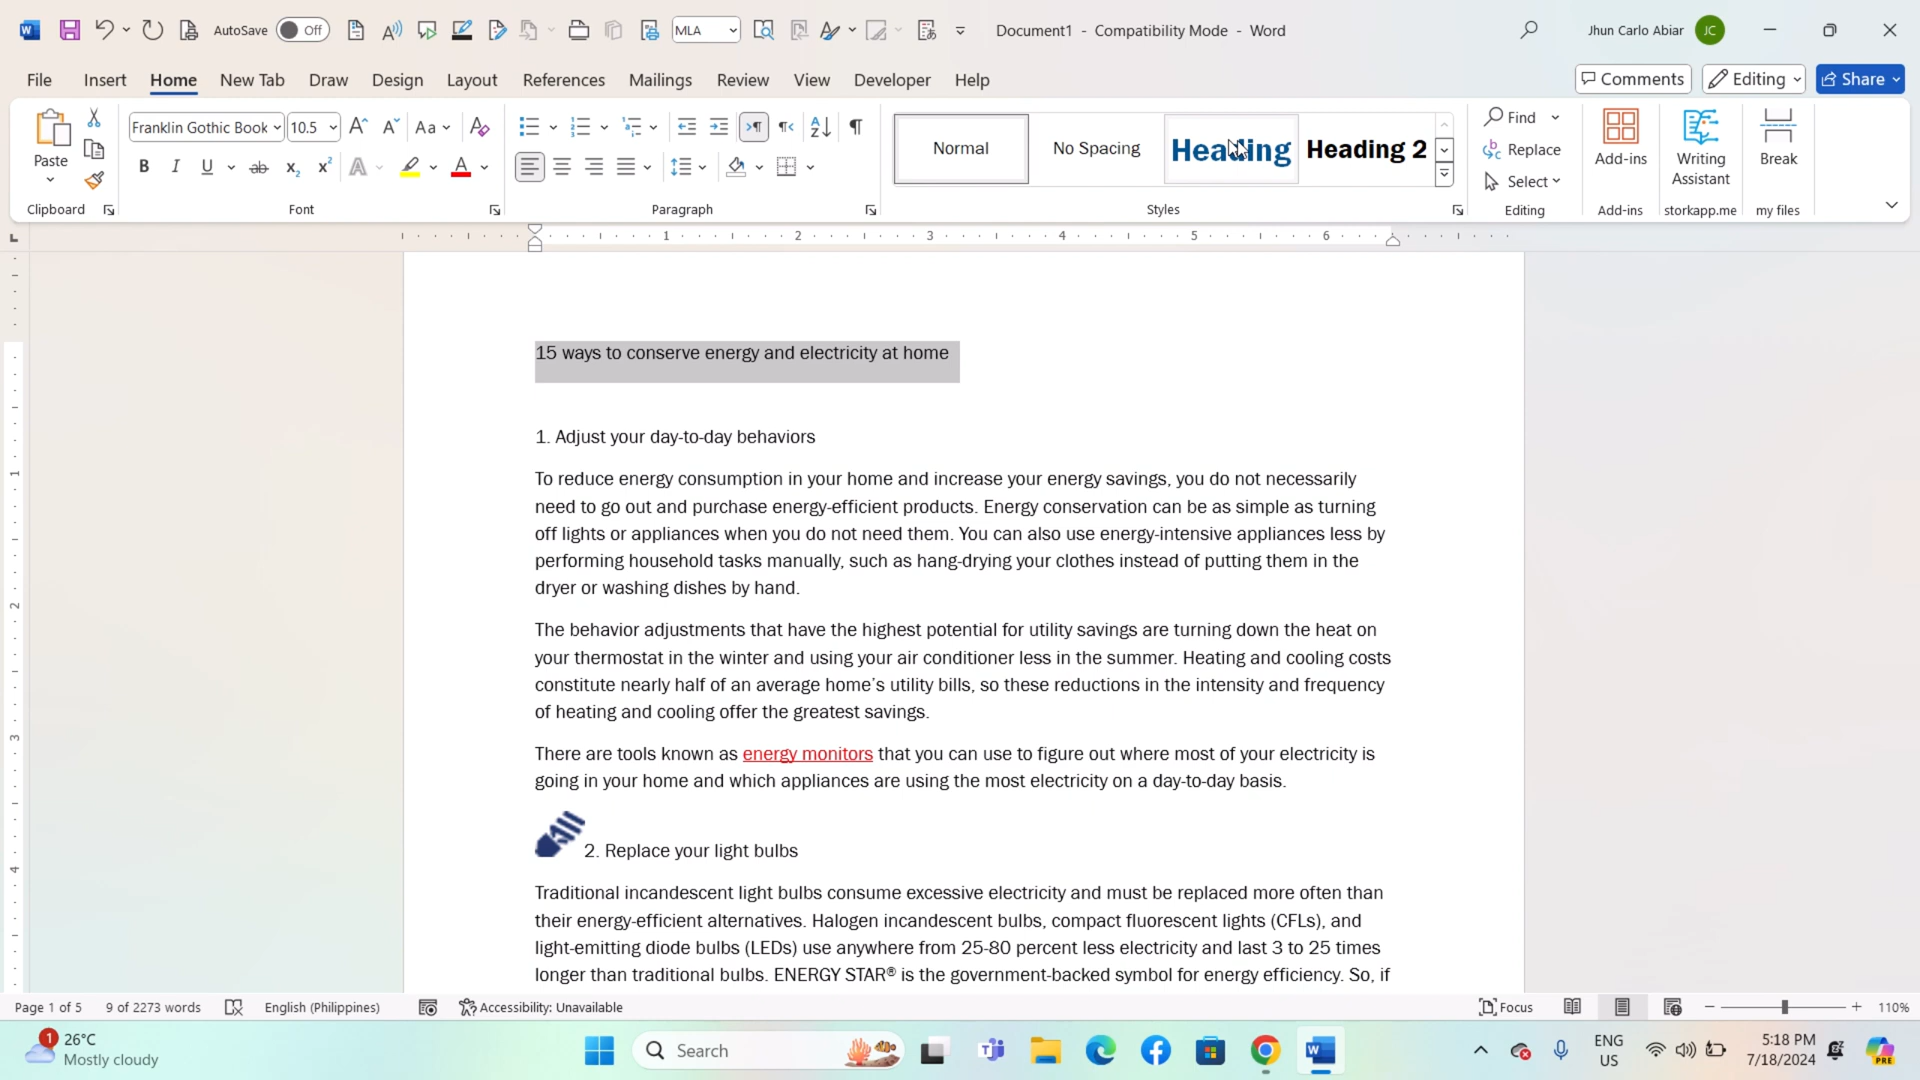 AutoSave Off MLA Document1 - Compatibility Mode - Word Jhun Carlo Abiar JC
File Insert Home New Tab Draw Design Layout References Mailings Review View Developer Help Comments Editing Share
Franklin Gothic Book 10.5 Aa
Paste
Normal No Spacing Heading Heading 2
Find
Replace
Select
Add-ins
Writing
Assistant
Break
Clipboard Font Paragraph Styles Editing Add-ins storkapp.me my files
1 2 3 4 5 6
15 ways to conserve energy and electricity at home
1. Adjust your day-to-day behaviors
To reduce energy consumption in your home and increase your energy savings, you do not necessarily
need to go out and purchase energy-efficient products. Energy conservation can be as simple as turning
off lights or appliances when you do not need them. You can also use energy-intensive appliances less by
performing household tasks manually, such as hang-drying your clothes instead of putting them in the
dryer or washing dishes by hand.
The behavior adjustments that have the highest potential for utility savings are turning down the heat on
your thermostat in the winter and using your air conditioner less in the summer. Heating and cooling costs
constitute nearly half of an average home’s utility bills, so these reductions in the intensity and frequency
of heating and cooling offer the greatest savings.
There are tools known as energy monitors that you can use to figure out where most of your electricity is
going in your home and which appliances are using the most electricity on a day-to-day basis.
2. Replace your light bulbs
Traditional incandescent light bulbs consume excessive electricity and must be replaced more often than
their energy-efficient alternatives. Halogen incandescent bulbs, compact fluorescent lights (CFLs), and
light-emitting diode bulbs (LEDs) use anywhere from 25-80 percent less electricity and last 3 to 25 times
longer than traditional bulbs. ENERGY STAR® is the government-backed symbol for energy efficiency. So, if
1
2
3
4
Page 1 of 5 9 of 2273 words English (Philippines) Accessibility: Unavailable Focus 110%
1 26°C
Mostly cloudy
Search
ENG
US
5:18 PM
7/18/2024
PRE